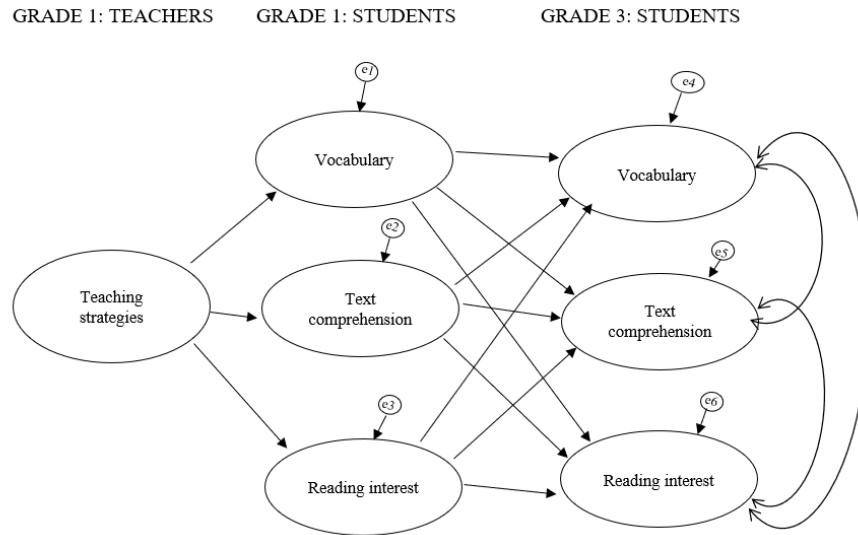 GRADE 1: TEACHERS
GRADE 1: STUDENTS
GRADE 3: STUDENTS
e1
e4
Vocabulary
Vocabulary
e2
e5
Teaching
strategies
Text
comprehension
Text
comprehension
e3
e6
Reading interest
Reading interest